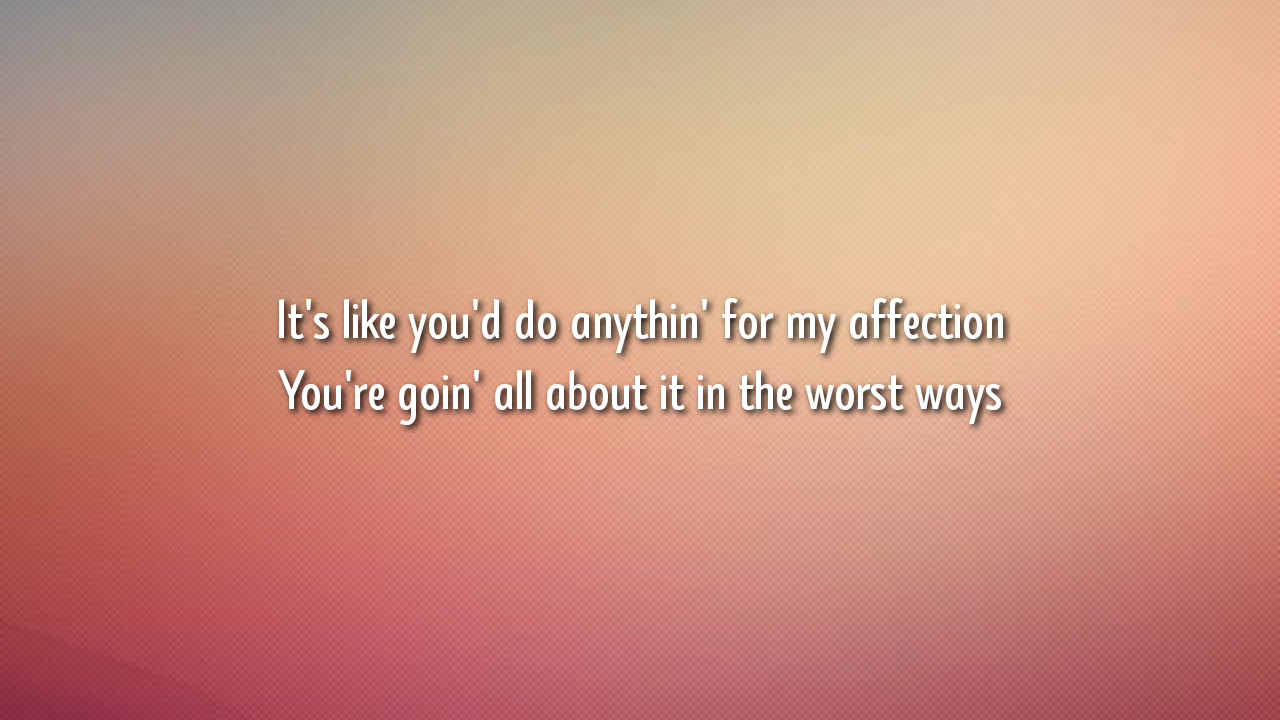 It's like you'd do anythin' for my affection
You're goin' all about it in the worst ways